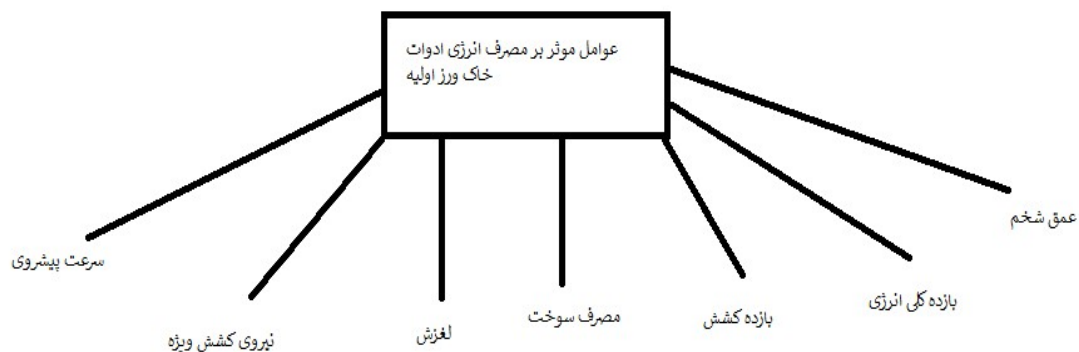 عوامل موثر بر مصرف انرژی ادوات
خاک ورز اولیه
عمق شخم
بازده کلی انرژی
بازده کشش
مصرف سوخت
لغزش
نیروی کشش ویژه
سرعت پیشروی